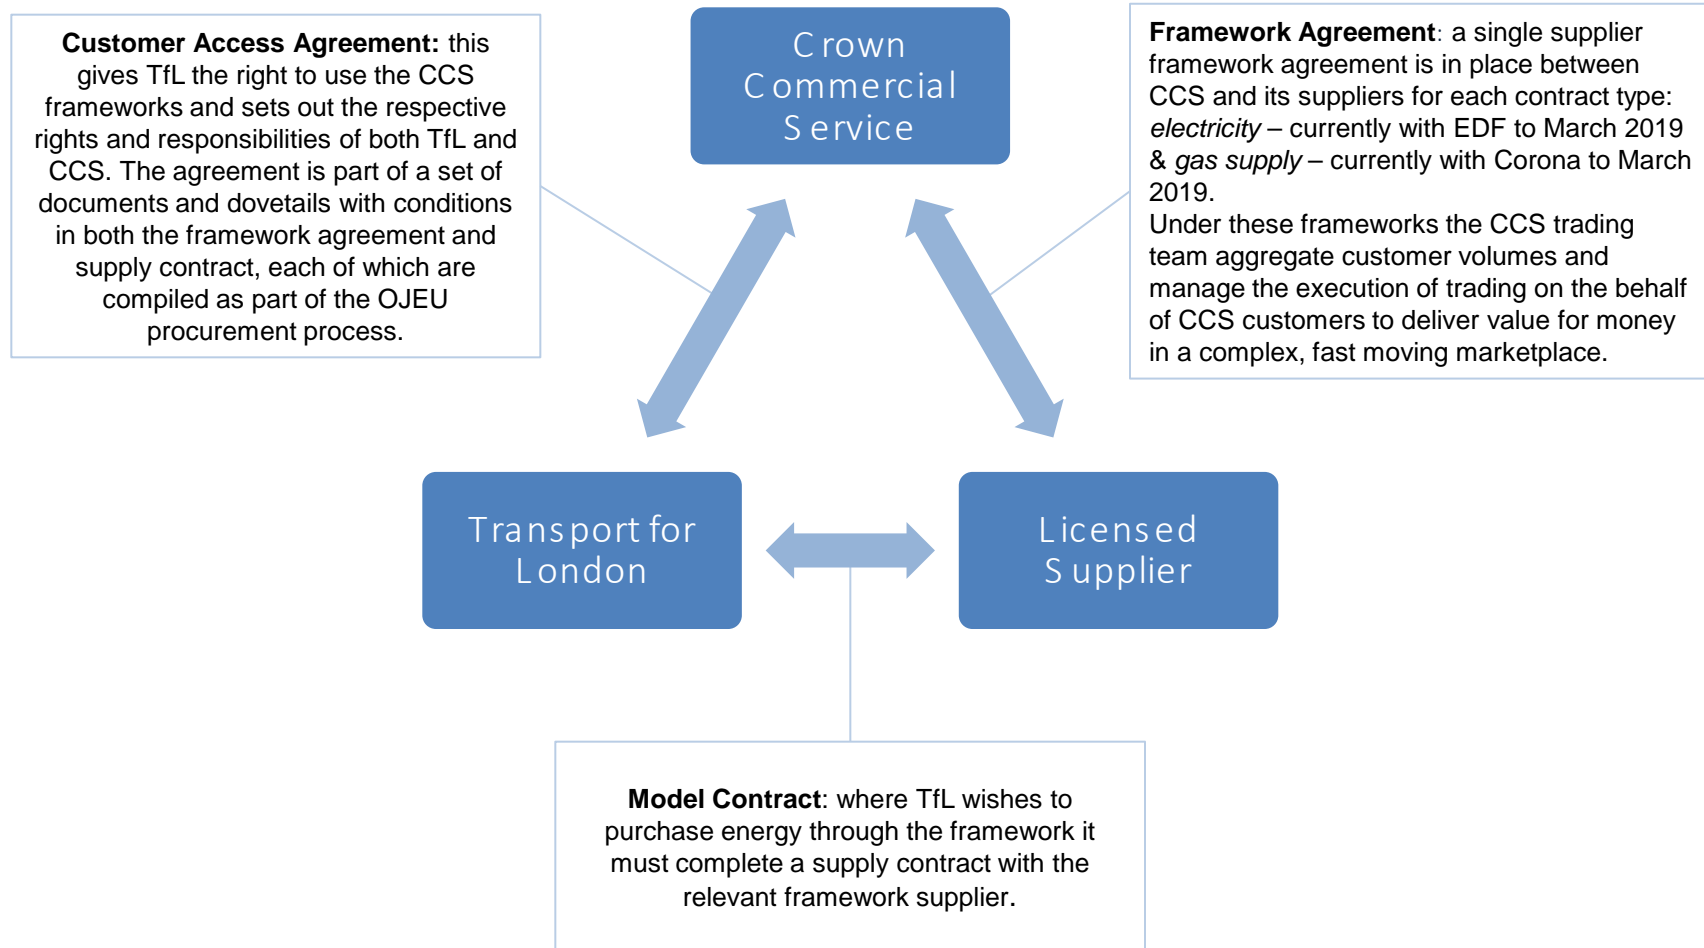 Customer Access Agreement: this
gives TfL the right to use the CCS
frameworks and sets out the respective
rights and responsibilities of both TfL and
CCS. The agreement is part of a set of
documents and dovetails with conditions
in both the framework agreement and
supply contract, each of which are
compiled as part of the OJEU
procurement process.
Crown
Commercial
Service
Framework Agreement: a single supplier
framework agreement is in place between
CCS and its suppliers for each contract type:
electricity – currently with EDF to March 2019
& gas supply – currently with Corona to March
2019.
Under these frameworks the CCS trading
team aggregate customer volumes and
manage the execution of trading on the behalf
of CCS customers to deliver value for money
in a complex, fast moving marketplace.
Transport for
London
Licensed
Supplier
Model Contract: where TfL wishes to
purchase energy through the framework it
must complete a supply contract with the
relevant framework supplier.